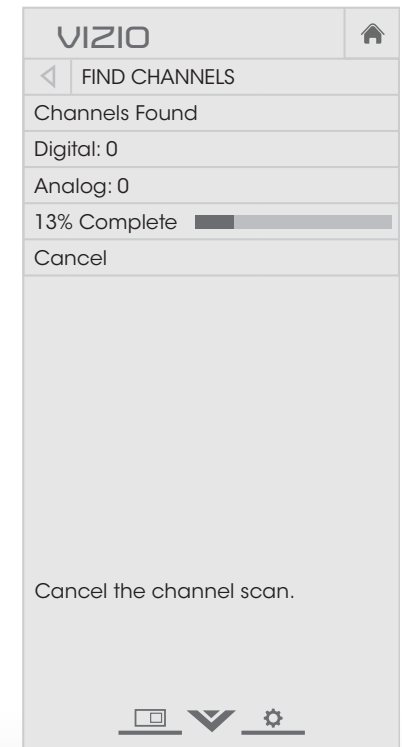 VIZIO
FIND CHANNELS
Channels Found
Digital: 0
Analog: 0
13% Complete
Cancel
Cancel the channel scan.